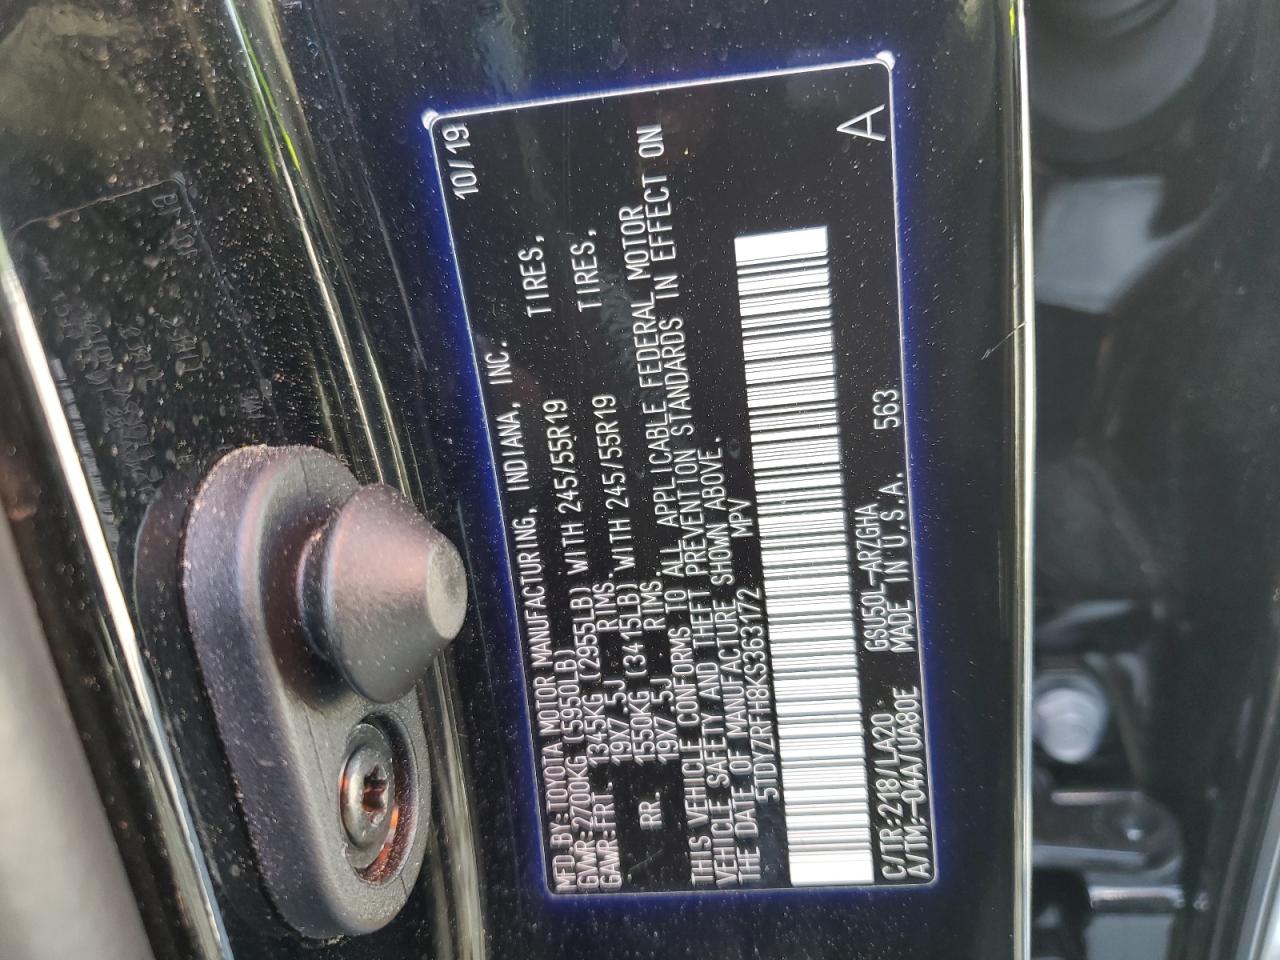 MFD.BY:TOYOTA MOTOR MANUFACTURING, INDIANA, INC. 10/19
GVWR:2700KG (5950LB)
GAWR:FRT. 1345KG (2955LB) WITH 245/55R19 TIRES,
19X7.5J RIMS.
RR. 1550KG (3415LB) WITH 245/55R19 TIRES,
19X7.5J RIMS.
THIS VEHICLE CONFORMS TO ALL APPLICABLE FEDERAL MOTOR
VEHICLE SAFETY AND THEFT PREVENTION STANDARDS IN EFFECT ON
THE DATE OF MANUFACTURE SHOWN ABOVE.
5TDYZRFH8KS363172 MPV
C/TR:218/LA20 GSU50L-ARZGHA 563
A/TM:-04A/UA80E MADE IN U.S.A. A